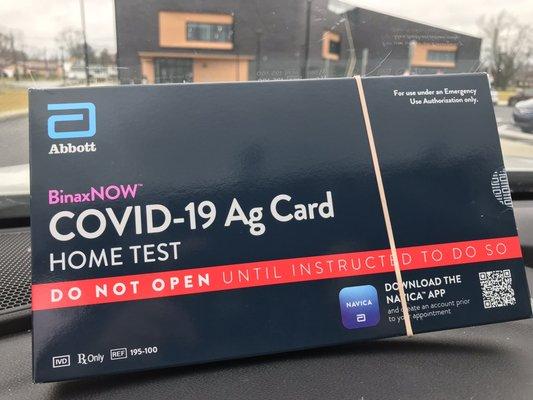 For use under an Emergency
Use Authorization only.
Abbott
BinaxNOW™
COVID-19 Ag Card
HOME TEST
DO NOT OPEN UNTIL INSTRUCTED TO DO SO
NAVICA
DOWNLOAD THE
NAVICA™ APP
and create an account prior
to your appointment
IVD
Rx Only
REF 195-100